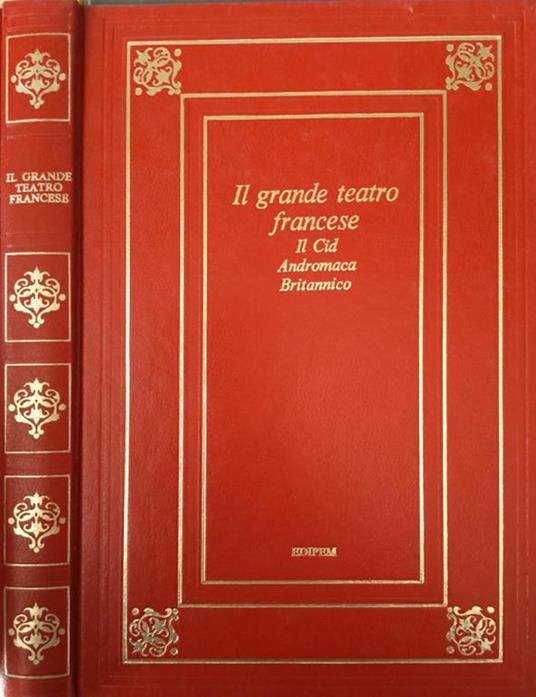 IL GRANDE
TEATRO
FRANCESE
Il grande teatro
francese
Il Cid
Andromaca
Britannico
EDIPEM